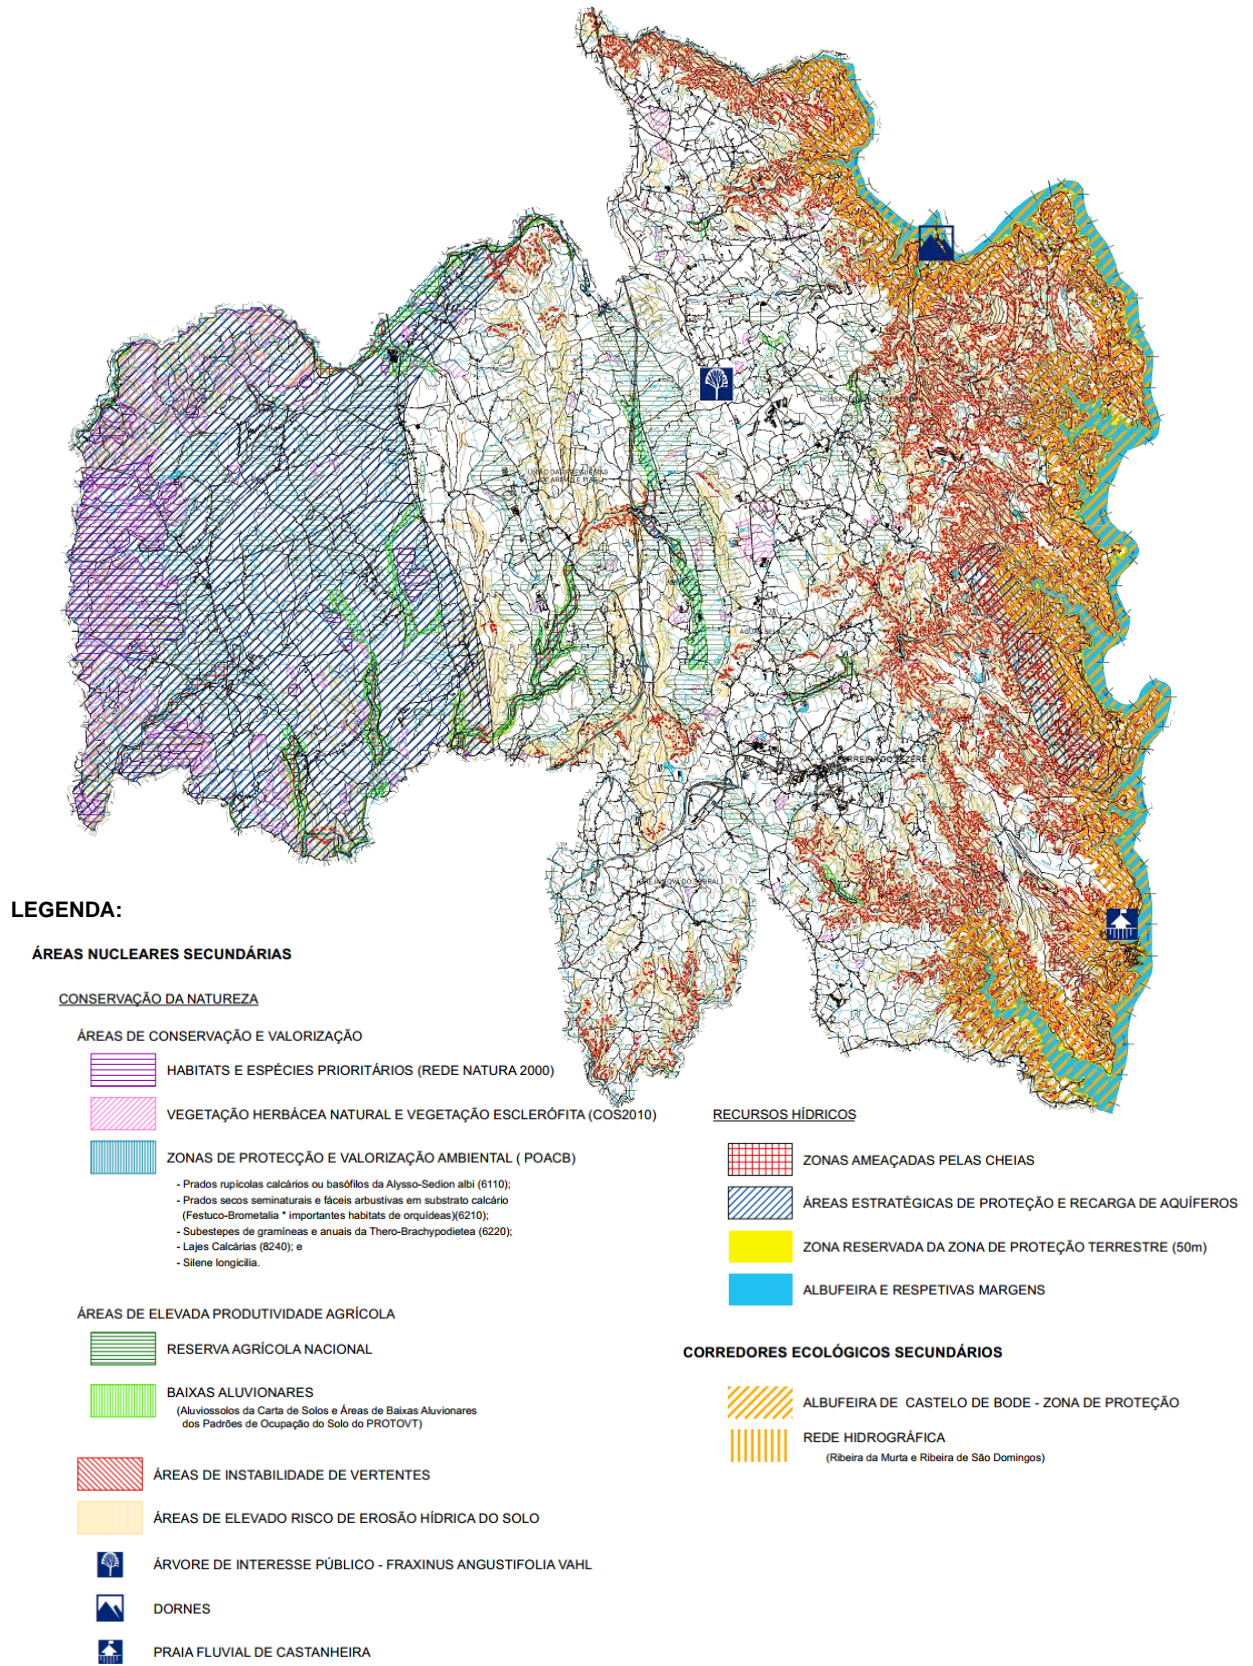 FERREIRA DO ZÊZERE
LEGENDA:
ÁREAS NUCLEARES SECUNDÁRIAS
CONSERVAÇÃO DA NATUREZA
ÁREAS DE CONSERVAÇÃO E VALORIZAÇÃO
HABITATS E ESPÉCIES PRIORITÁRIOS (REDE NATURA 2000)
VEGETAÇÃO HERBÁCEA NATURAL E VEGETAÇÃO ESCLERÓFITA (COS2010)
ZONAS DE PROTECÇÃO E VALORIZAÇÃO AMBIENTAL ( POACB)
- Prados rupícolas calcários ou basófilos da Alysso-Sedion albi (6110);
- Prados secos seminaturais e fáceis arbustivas em substrato calcário
(Festuco-Brometalia * importantes habitats de orquídeas)(6210);
- Subestepes de gramíneas e anuais da Thero-Brachypodietea (6220);
- Lajes Calcárias (8240); e
- Silene longicilia.
ÁREAS DE ELEVADA PRODUTIVIDADE AGRÍCOLA
RESERVA AGRÍCOLA NACIONAL
BAIXAS ALUVIONARES
(Aluviossolos da Carta de Solos e Áreas de Baixas Aluvionares
dos Padrões de Ocupação do Solo do PROTOVT)
ÁREAS DE INSTABILIDADE DE VERTENTES
ÁREAS DE ELEVADO RISCO DE EROSÃO HÍDRICA DO SOLO
ÁRVORE DE INTERESSE PÚBLICO - FRAXINUS ANGUSTIFOLIA VAHL
DORNES
PRAIA FLUVIAL DE CASTANHEIRA
RECURSOS HÍDRICOS
ZONAS AMEAÇADAS PELAS CHEIAS
ÁREAS ESTRATÉGICAS DE PROTEÇÃO E RECARGA DE AQUÍFEROS
ZONA RESERVADA DA ZONA DE PROTEÇÃO TERRESTRE (50m)
ALBUFEIRA E RESPETIVAS MARGENS
CORREDORES ECOLÓGICOS SECUNDÁRIOS
ALBUFEIRA DE CASTELO DE BODE - ZONA DE PROTEÇÃO
REDE HIDROGRÁFICA
(Ribeira da Murta e Ribeira de São Domingos)